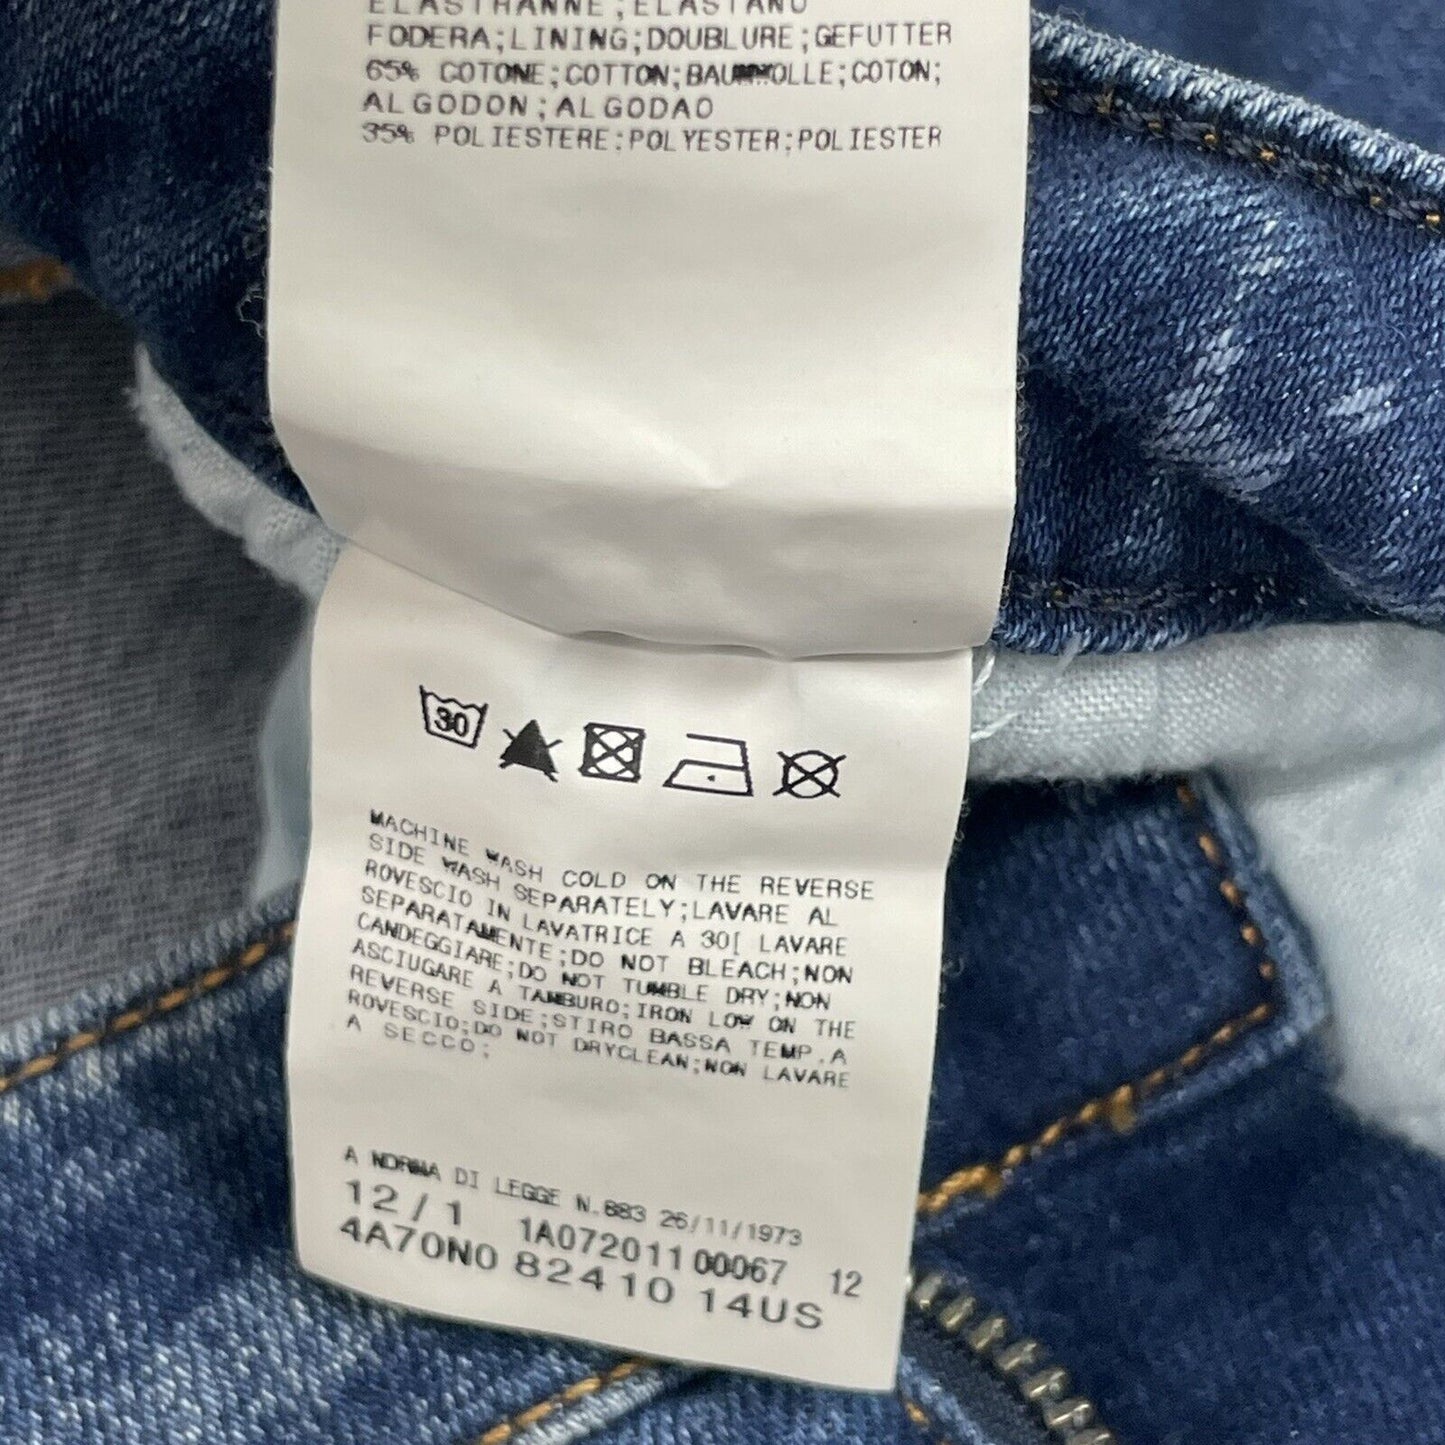 ELASTHANNE;ELASTANO
FODERA;LINING;DOUBLURE;GEFUTTER
65% COTONE;COTTON;BAUMWOLLE;COTON;
ALGODON;ALGODAO
35% POLIESTERE;POLYESTER;POLIESTER
30
MACHINE WASH COLD ON THE REVERSE
SIDE WASH SEPARATELY;LAVARE AL
ROVESCIO IN LAVATRICE A 30[ LAVARE
SEPARATAMENTE;DO NOT BLEACH;NON
CANDEGGIARE;DO NOT TUMBLE DRY;NON
ASCIUGARE A TAMBURO;IRON LOW ON THE
REVERSE SIDE;STIRO BASSA TEMP.A
ROVESCIO;DO NOT DRYCLEAN;NON LAVARE
A SECCO;
A NORMA DI LEGGE N.883 26/11/1973
12/1 1A07201100067 12
4A70N0 82410 14US